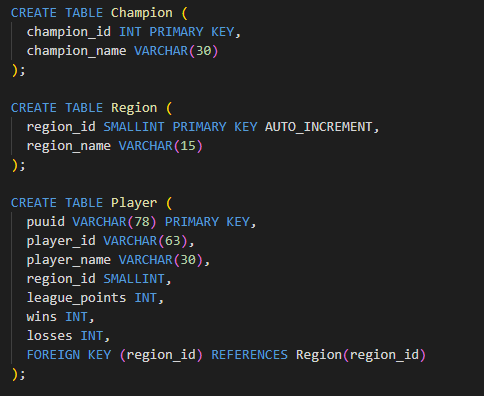 CREATE TABLE Champion (
  champion_id INT PRIMARY KEY,
  champion_name VARCHAR(30)
);

CREATE TABLE Region (
  region_id SMALLINT PRIMARY KEY AUTO_INCREMENT,
  region_name VARCHAR(15)
);

CREATE TABLE Player (
  puuid VARCHAR(78) PRIMARY KEY,
  player_id VARCHAR(63),
  player_name VARCHAR(30),
  region_id SMALLINT,
  league_points INT,
  wins INT,
  losses INT,
  FOREIGN KEY (region_id) REFERENCES Region(region_id)
);